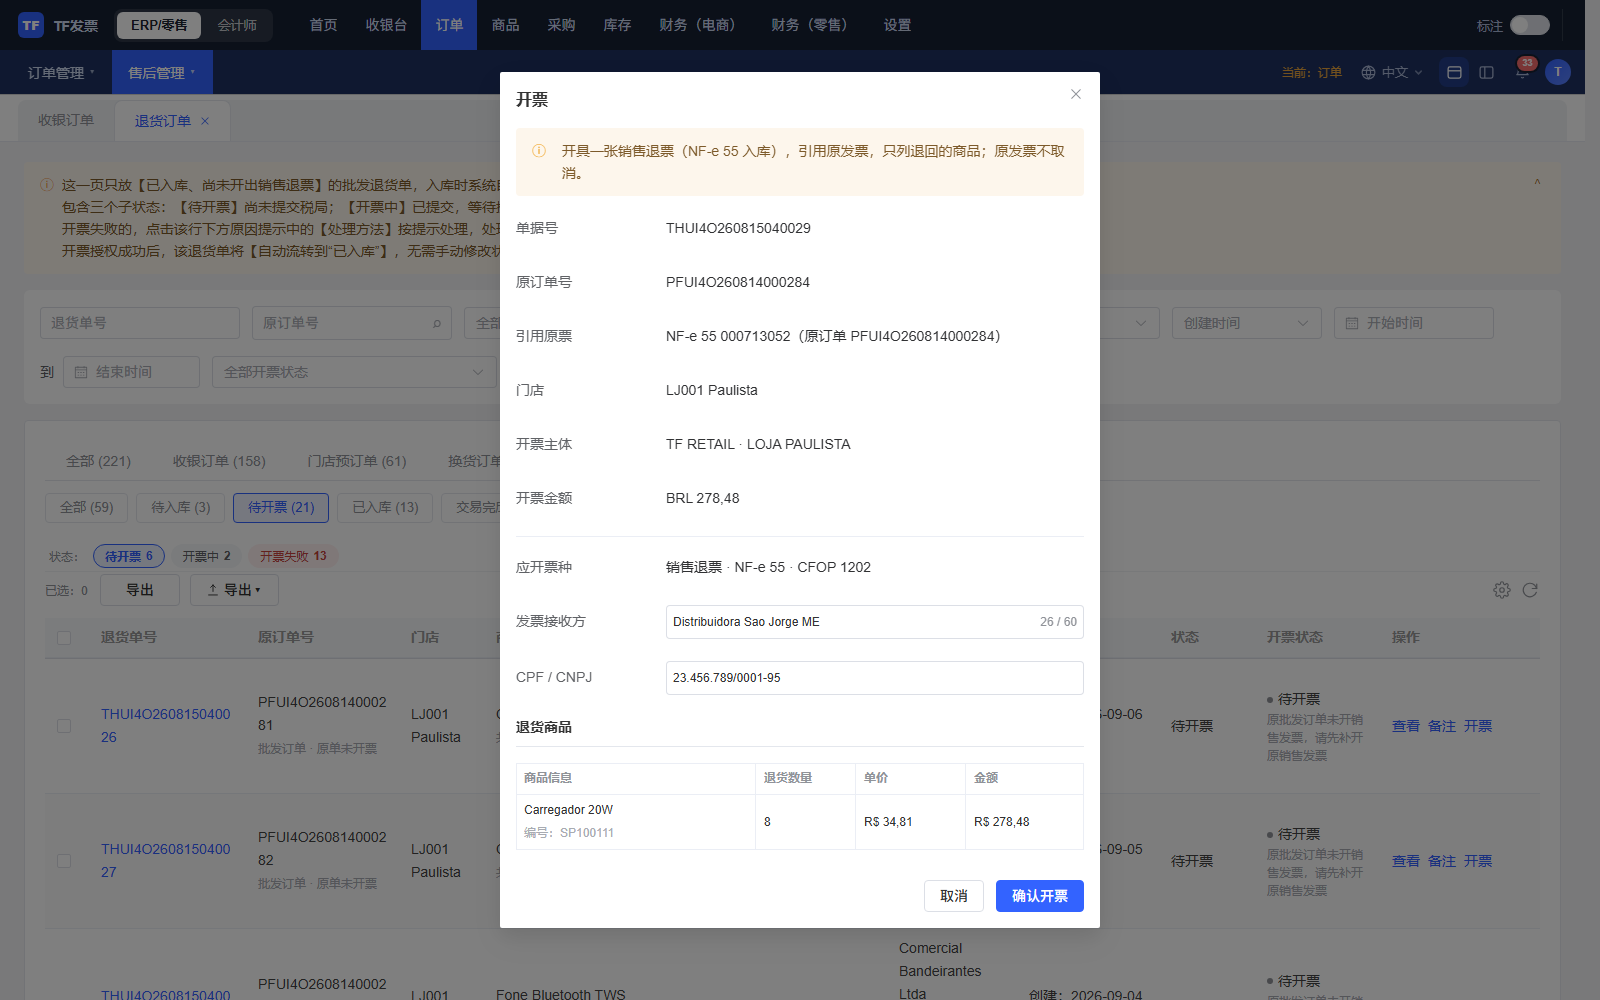 TF TF发票 ERP/零售 会计师 首页 收银台 订单 商品 采购 库存 财务（电商） 财务（零售） 设置 标注
订单管理 售后管理 当前：订单 中文 33 T
收银订单 退货订单 ×
这一页只放【已入库、尚未开出销售退票】的批发退货单，入库时系统
包含三个子状态：【待开票】尚未提交税局；【开票中】已提交，等待
开票失败的，点击该行下方原因提示中的【处理方法】按提示处理，处
开票授权成功后，该退货单将【自动流转到“已入库”】，无需手动修改状
退货单号 原订单号 全部 创建时间 开始时间
到 结束时间 全部开票状态
全部 (221) 收银订单 (158) 门店预订单 (61) 换货订单
全部 (59) 待入库 (3) 待开票 (21) 已入库 (13) 交易完
状态： 待开票 6 开票中 2 开票失败 13
已选：0 导出 导出
退货单号 原订单号 门店 状态 开票状态 操作
THUI4O2608150400
26
PFUI4O2608140002
81
批发订单 · 原单未开票
LJ001
Paulista
-09-06
待开票
待开票
原批发订单未开销
售发票，请先补开
原销售发票
查看 备注 开票
THUI4O2608150400
27
PFUI4O2608140002
82
批发订单 · 原单未开票
LJ001
Paulista
-09-05
待开票
待开票
原批发订单未开销
售发票，请先补开
原销售发票
查看 备注 开票
THUI4O2608150400
PFUI4O2608140002
LJ001
Fone Bluetooth TWS
Comercial
Bandeirantes
Ltda
创建：2026-09-04
待开票
开票
开具一张销售退票（NF-e 55 入库），引用原发票，只列退回的商品；原发票不取
消。
单据号 THUI4O260815040029
原订单号 PFUI4O260814000284
引用原票 NF-e 55 000713052（原订单 PFUI4O260814000284）
门店 LJ001 Paulista
开票主体 TF RETAIL · LOJA PAULISTA
开票金额 BRL 278,48
应开票种 销售退票 · NF-e 55 · CFOP 1202
发票接收方 Distribuidora Sao Jorge ME 26 / 60
CPF / CNPJ 23.456.789/0001-95
退货商品
商品信息 退货数量 单价 金额
Carregador 20W
编号：SP100111
8 R$ 34,81 R$ 278,48
取消 确认开票